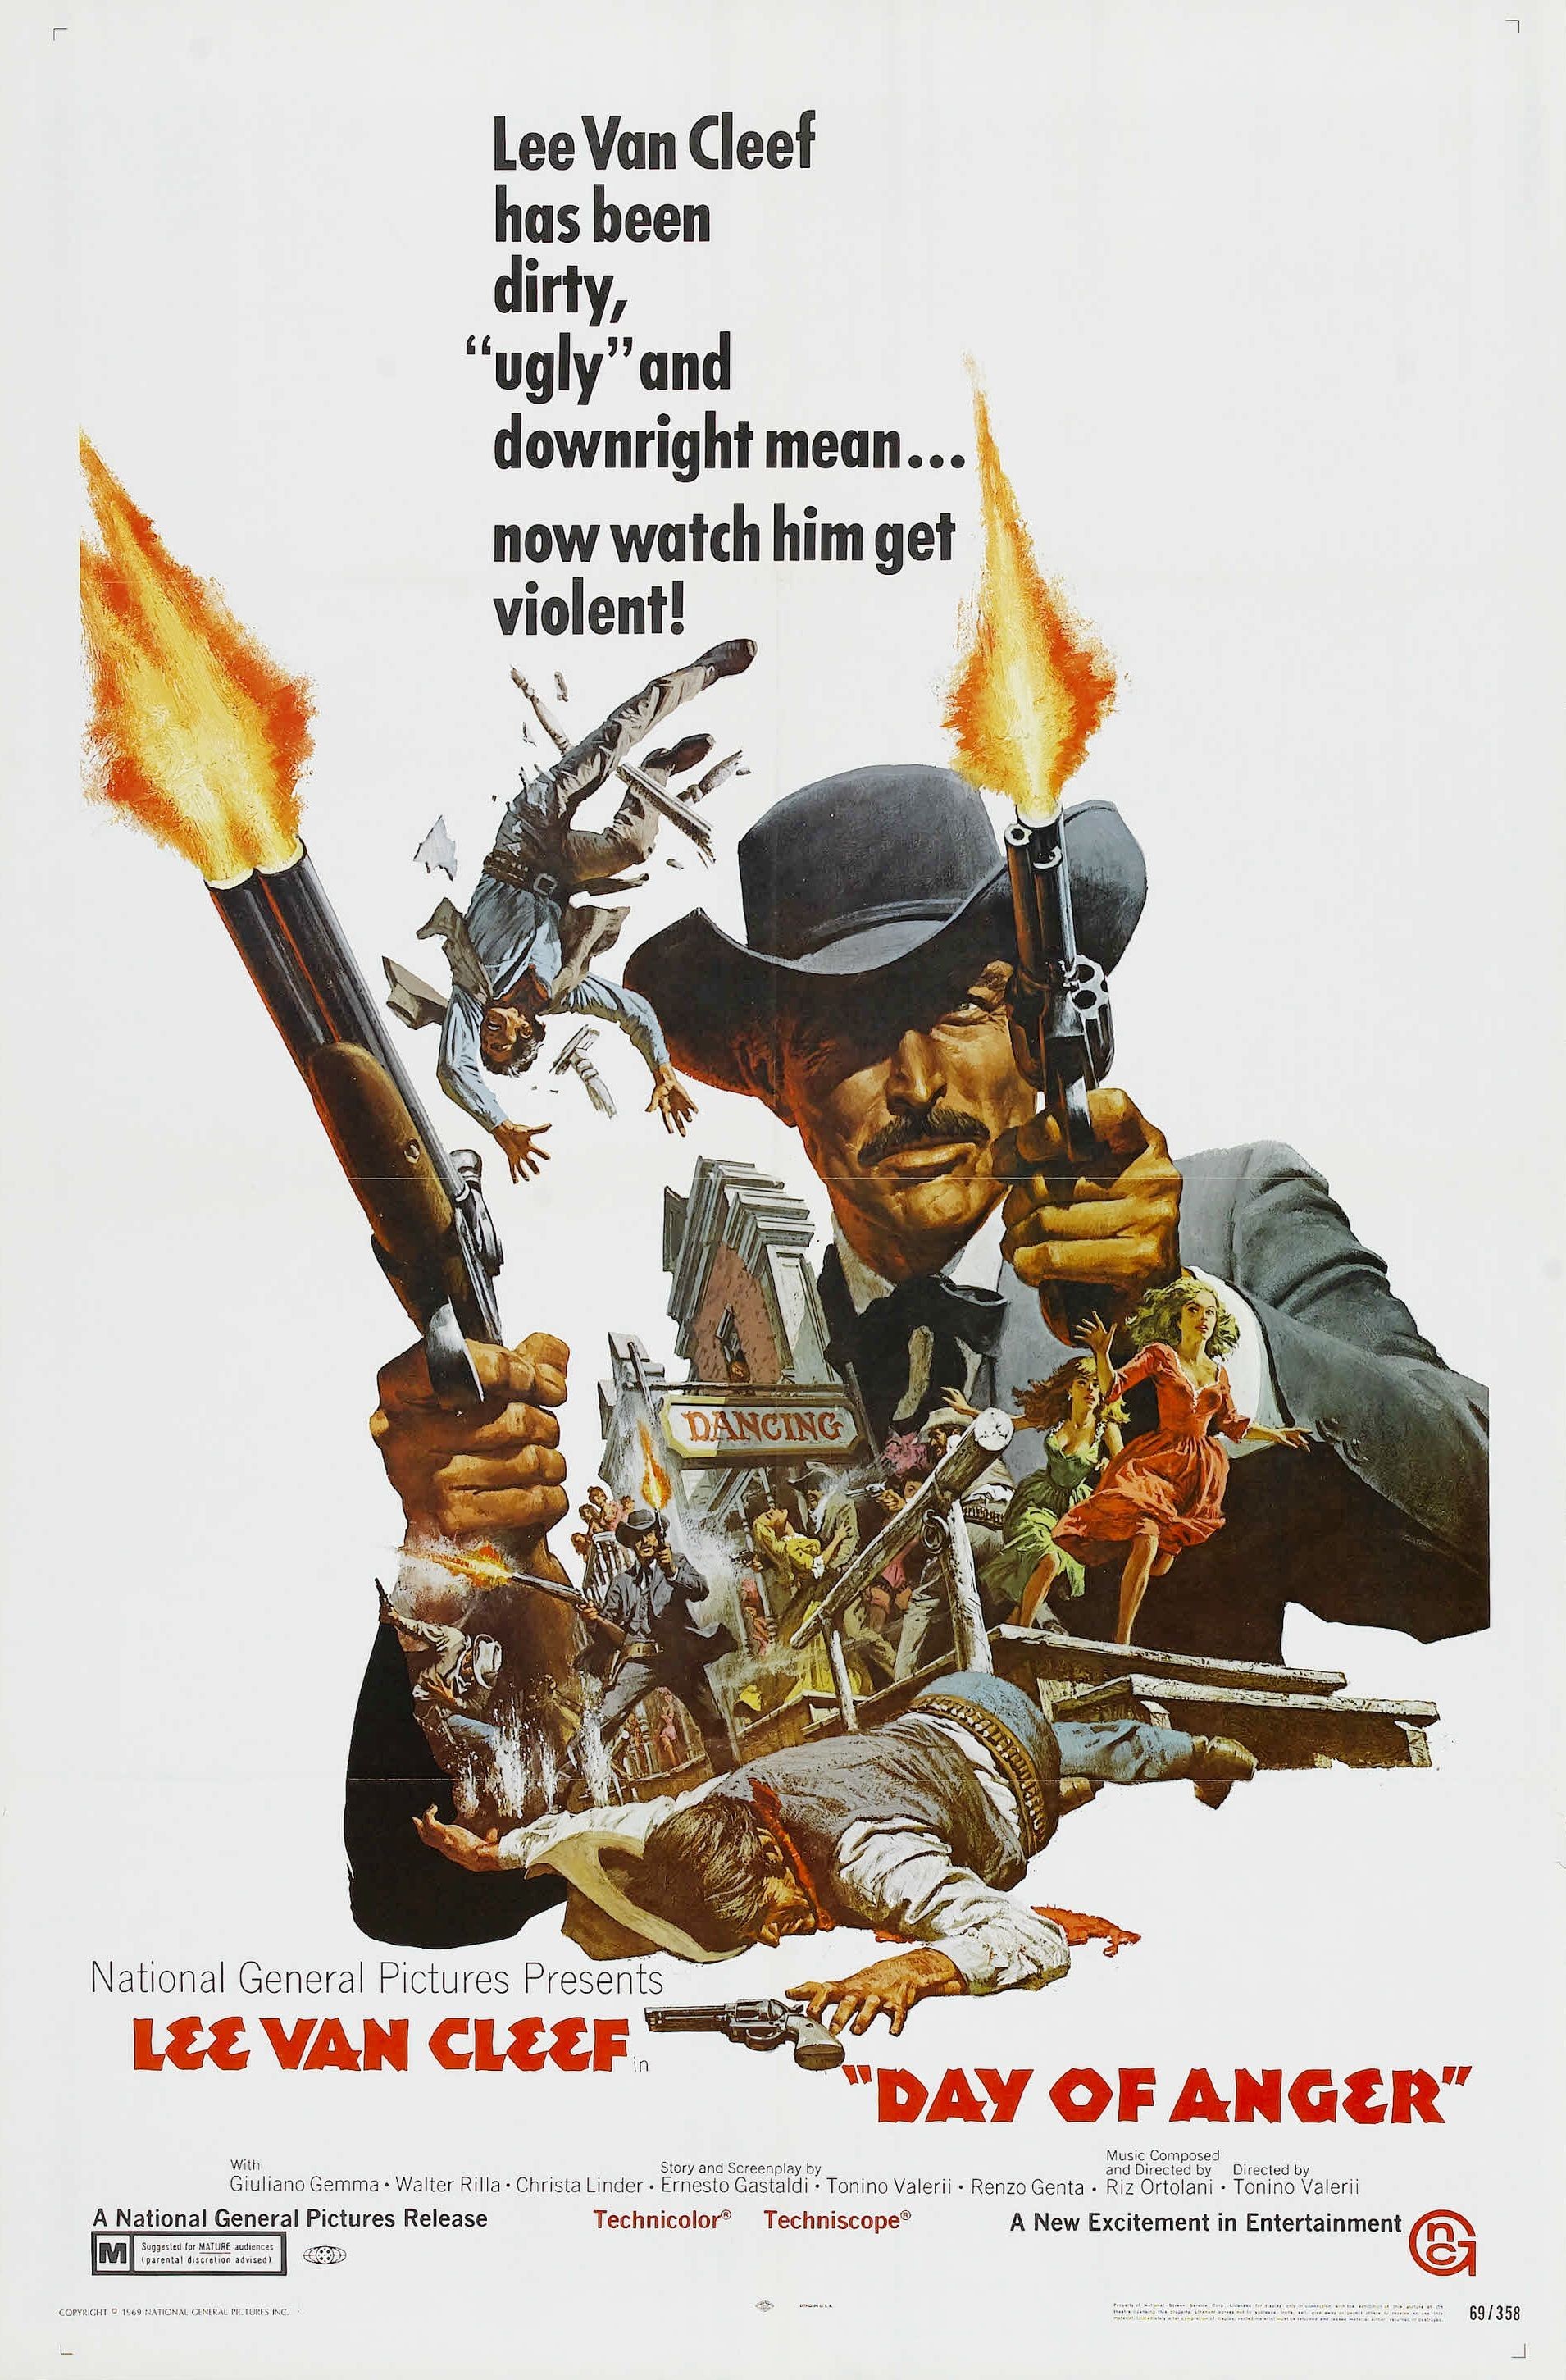 Lee Van Cleef
has been
dirty,
“ugly” and
downright mean...
now watch him get
violent!
DANCING
National General Pictures Presents
LEE VAN CLEEF in
"DAY OF ANGER"
With
Giuliano Gemma • Walter Rilla • Christa Linder •
Story and Screenplay by
Ernesto Gastaldi • Tonino Valerii • Renzo Genta •
Music Composed
and Directed by
Riz Ortolani •
Directed by
Tonino Valerii
A National General Pictures Release
Technicolor® Techniscope®
A New Excitement in Entertainment
ncG
M
Suggested for MATURE audiences
(parental discretion advised)
COPYRIGHT © 1969 NATIONAL GENERAL PICTURES INC.
69/358